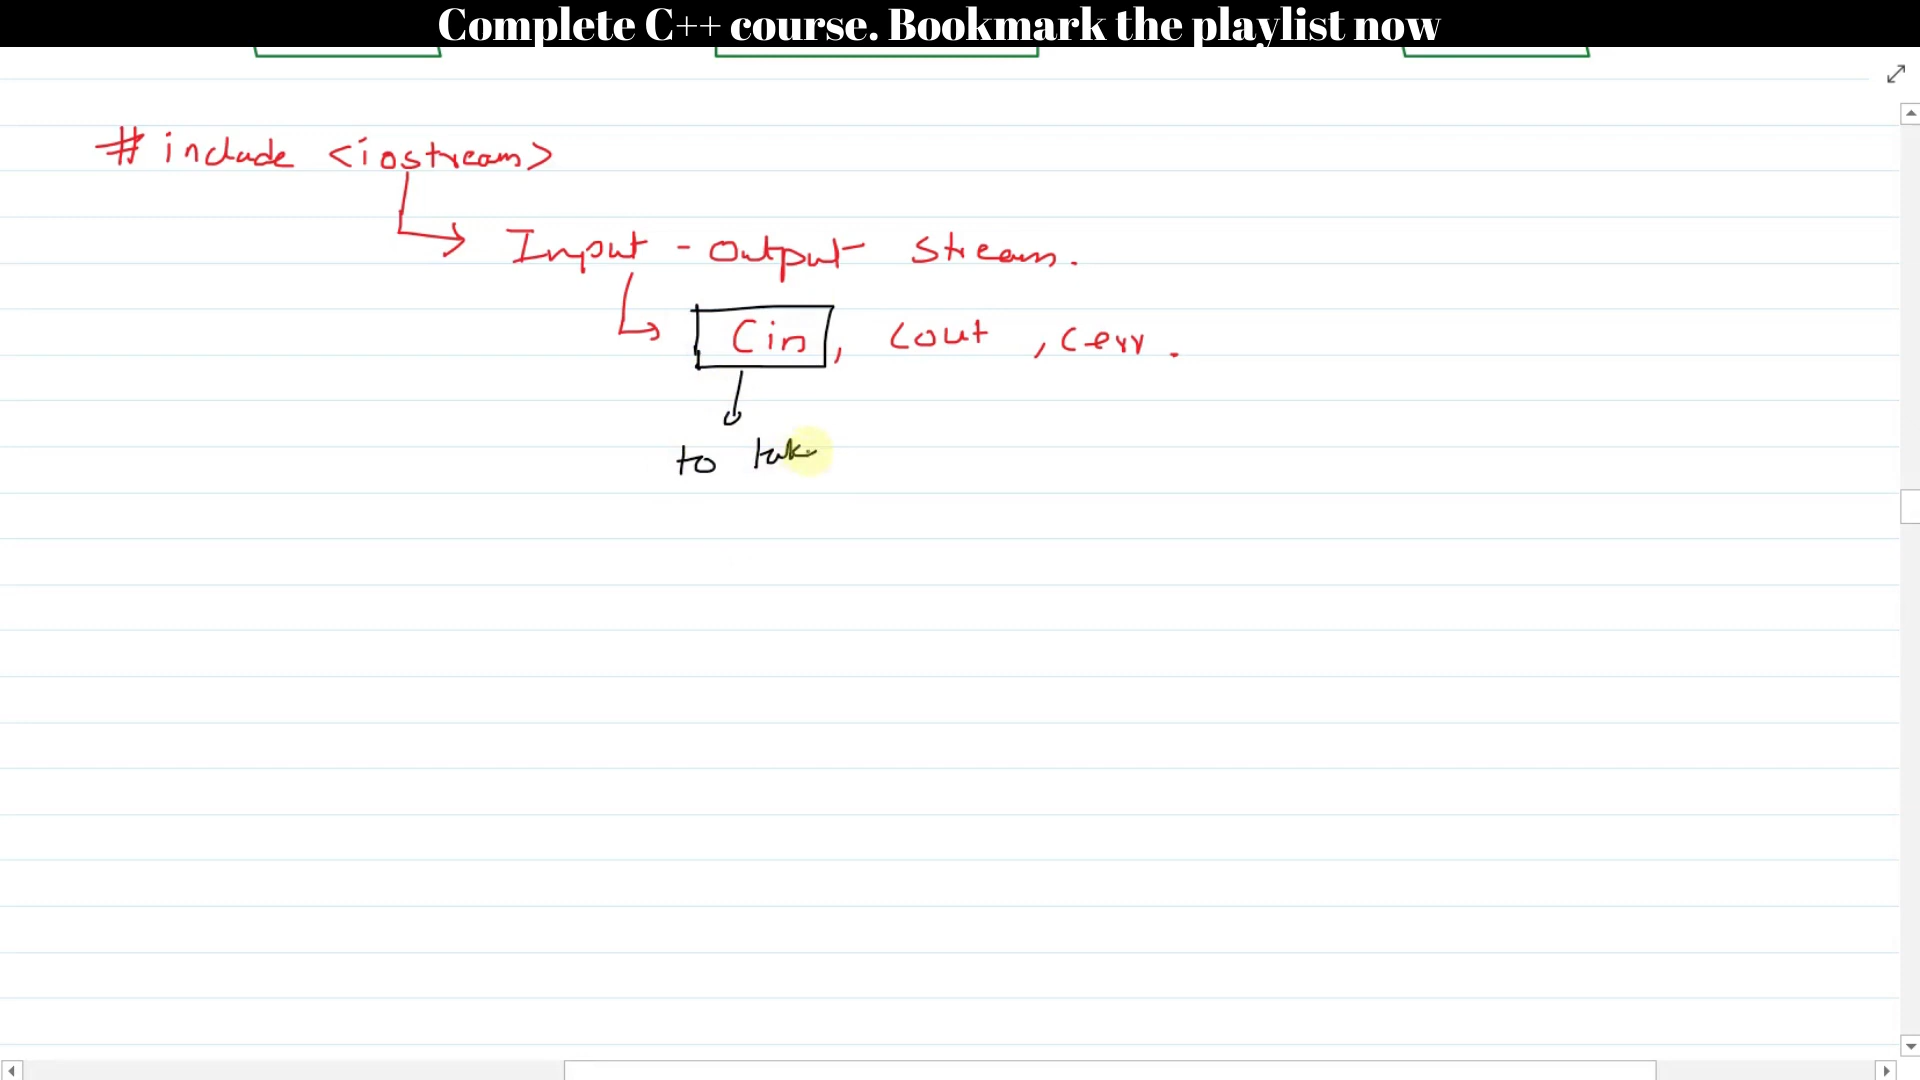 Complete C++ course. Bookmark the playlist now
# include <iostream>
Input - Output Stream.
Cin, Cout, Cerr.
to take